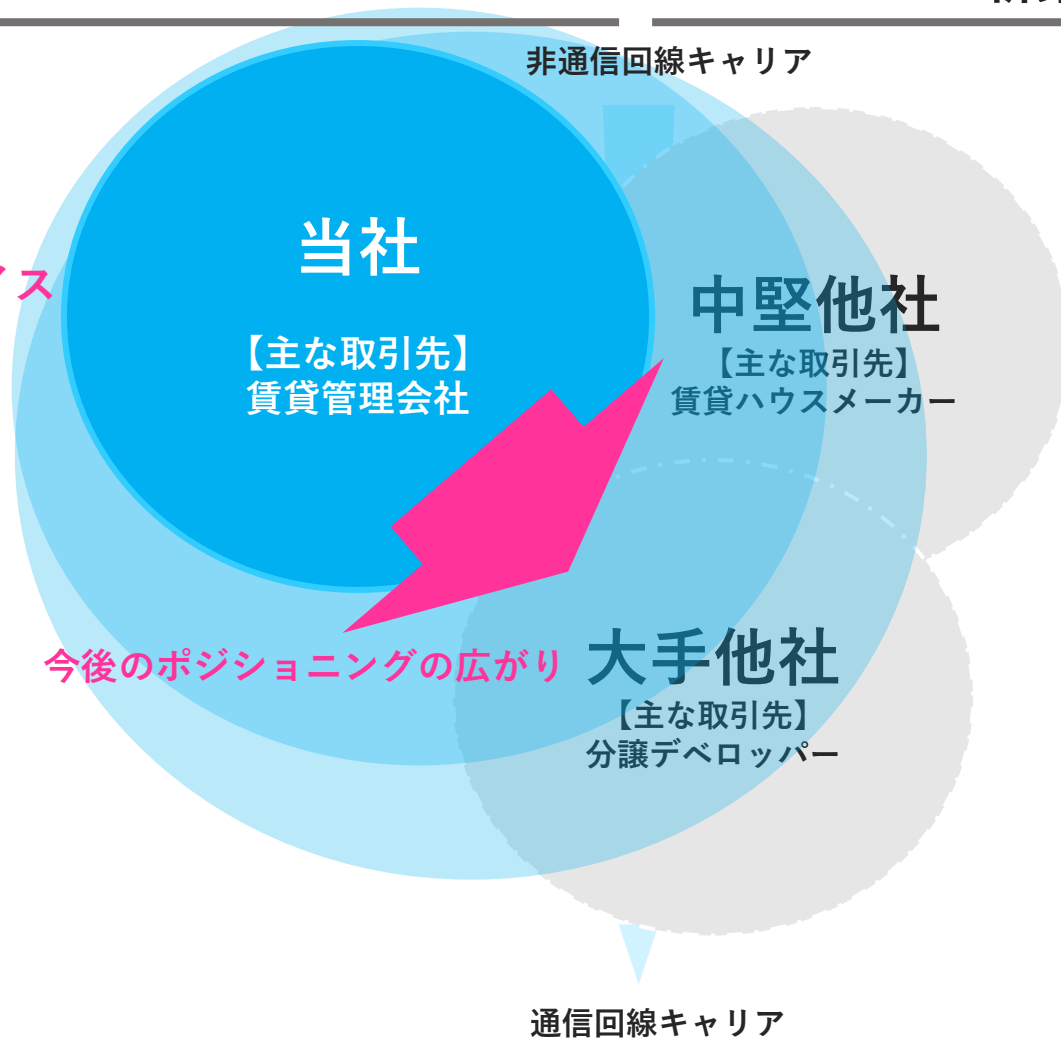 非通信回線キャリア
当社
【主な取引先】
賃貸管理会社
イス
中堅他社
【主な取引先】
賃貸ハウスメーカー
今後のポジショニングの広がり
大手他社
【主な取引先】
分譲デベロッパー
通信回線キャリア